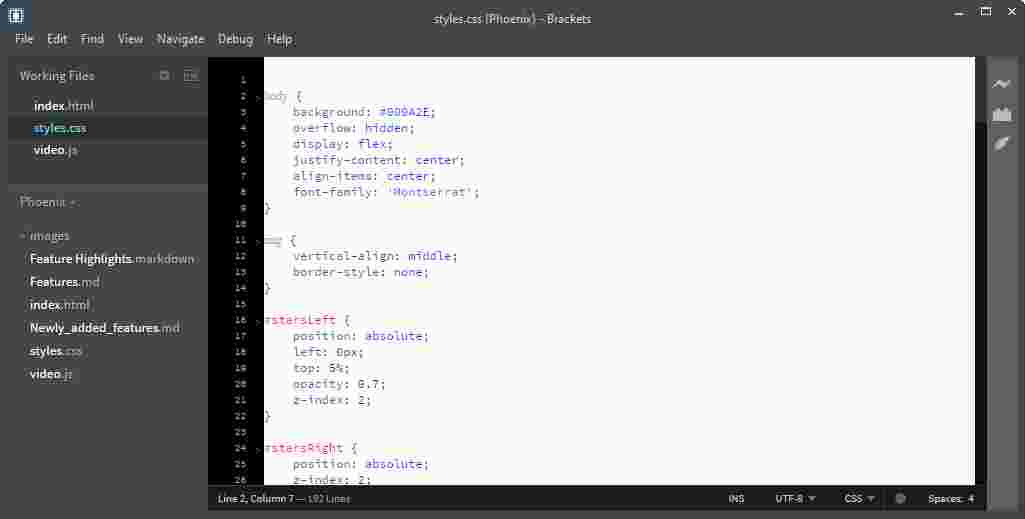 styles.css (Phoenix) - Brackets
File Edit Find View Navigate Debug Help
Working Files
index.html
styles.css
video.js
Phoenix
images
Feature Highlights.markdown
Features.md
index.html
Newly_added_features.md
styles.css
video.js
1
2 body {
3 background: #009A2E;
4 overflow: hidden;
5 display: flex;
6 justify-content: center;
7 align-items: center;
8 font-family: 'Montserrat';
9 }
10
11 img {
12 vertical-align: middle;
13 border-style: none;
14 }
15
16 #starsLeft {
17 position: absolute;
18 left: 0px;
19 top: 5%;
20 opacity: 0.7;
21 z-index: 2;
22 }
23
24 #starsRight {
25 position: absolute;
26 z-index: 2;
Line 2, Column 7 — 192 Lines INS UTF-8 CSS Spaces: 4